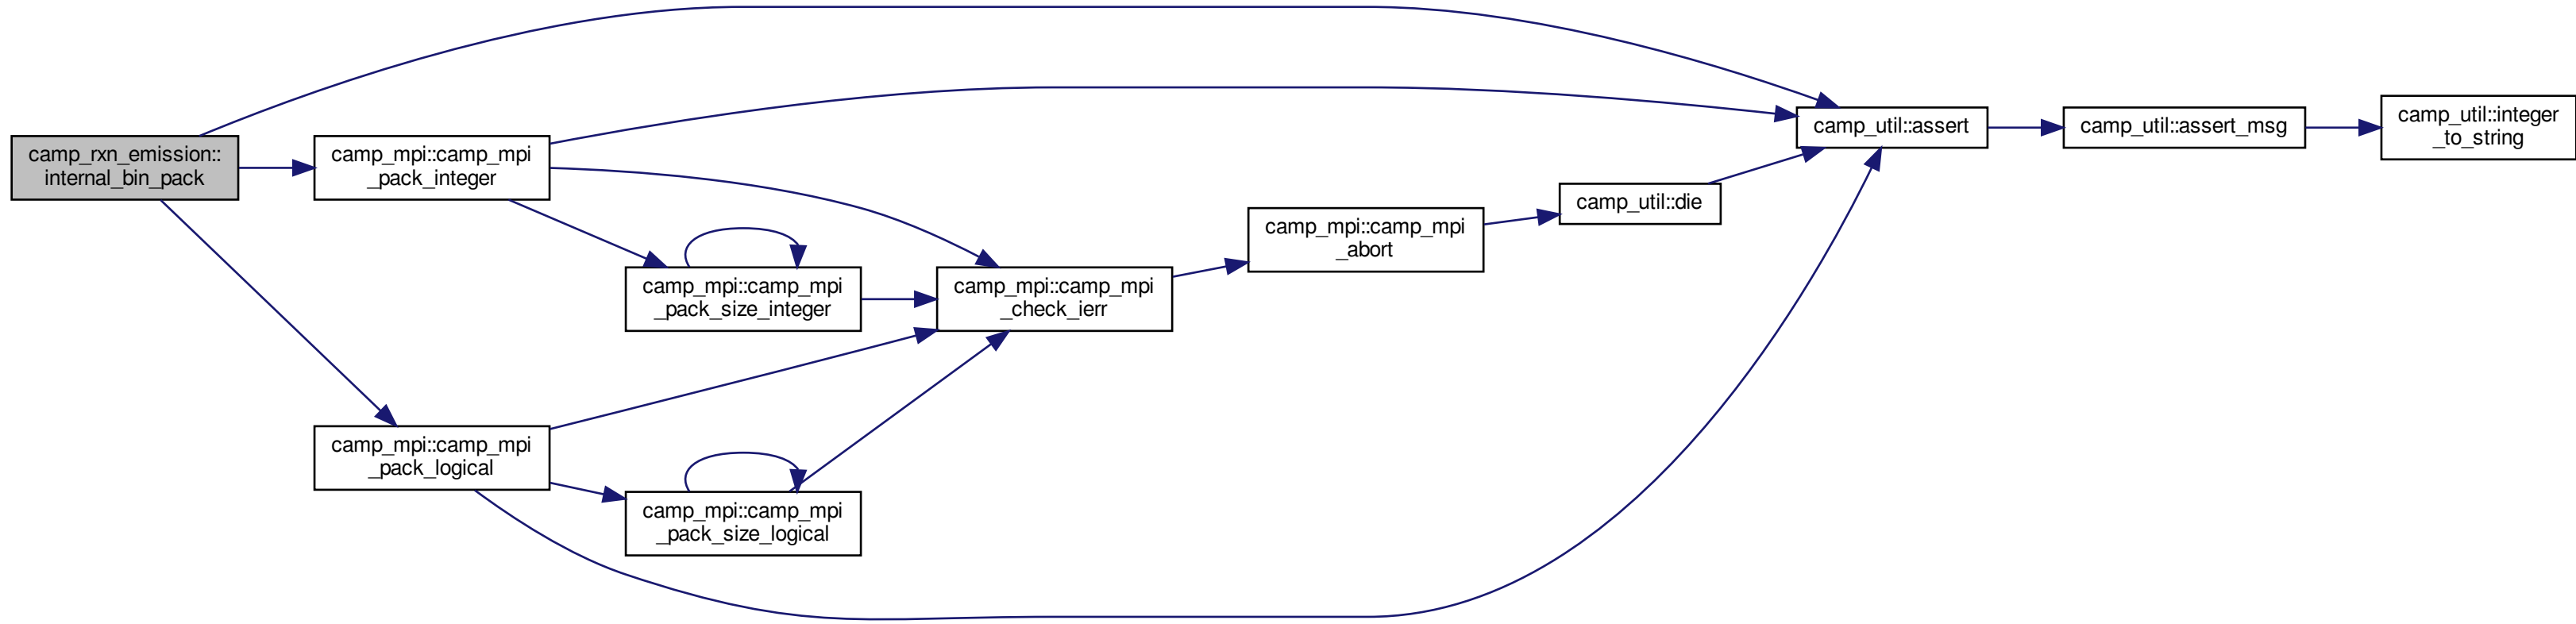 camp_rxn_emission::
internal_bin_pack
camp_mpi::camp_mpi
_pack_integer
camp_mpi::camp_mpi
_pack_logical
camp_mpi::camp_mpi
_pack_size_integer
camp_mpi::camp_mpi
_pack_size_logical
camp_mpi::camp_mpi
_check_ierr
camp_mpi::camp_mpi
_abort
camp_util::die
camp_util::assert
camp_util::assert_msg
camp_util::integer
_to_string